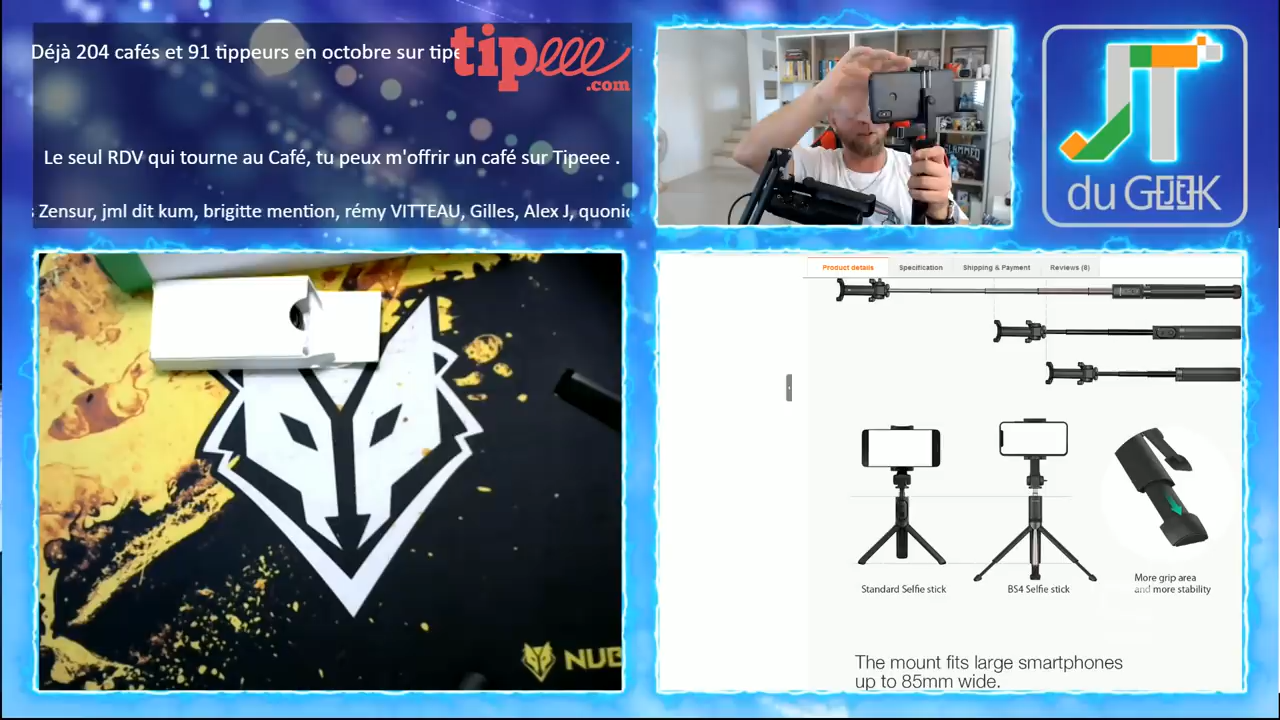 Déjà 204 cafés et 91 tippeurs en octobre sur tipe
tipeee
.com
Le seul RDV qui tourne au Café, tu peux m'offrir un café sur Tipeee .
Zensur, jml dit kum, brigitte mention, rémy VITTEAU, Gilles, Alex J, quonic
SLAMMED
JT
du GEEK
Product details
Specification
Shipping & Payment
Reviews (8)
Standard Selfie stick
BS4 Selfie stick
More grip area
and more stability
The mount fits large smartphones
up to 85mm wide.